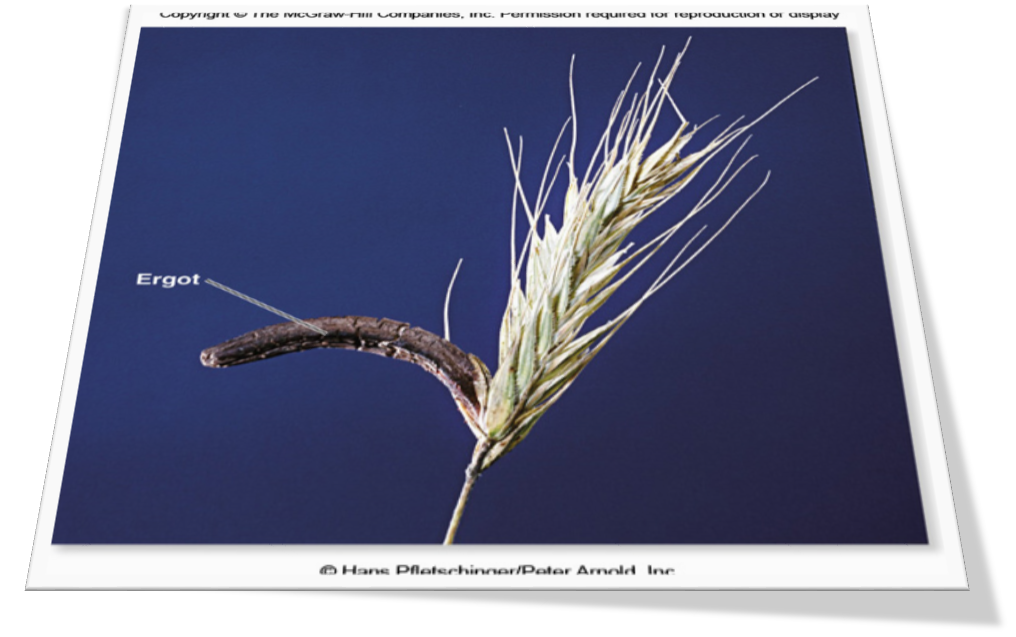 Copyright © The McGraw-Hill Companies, Inc. Permission required for reproduction or display
Ergot
© Hans Pfletschinger/Peter Arnold, Inc.